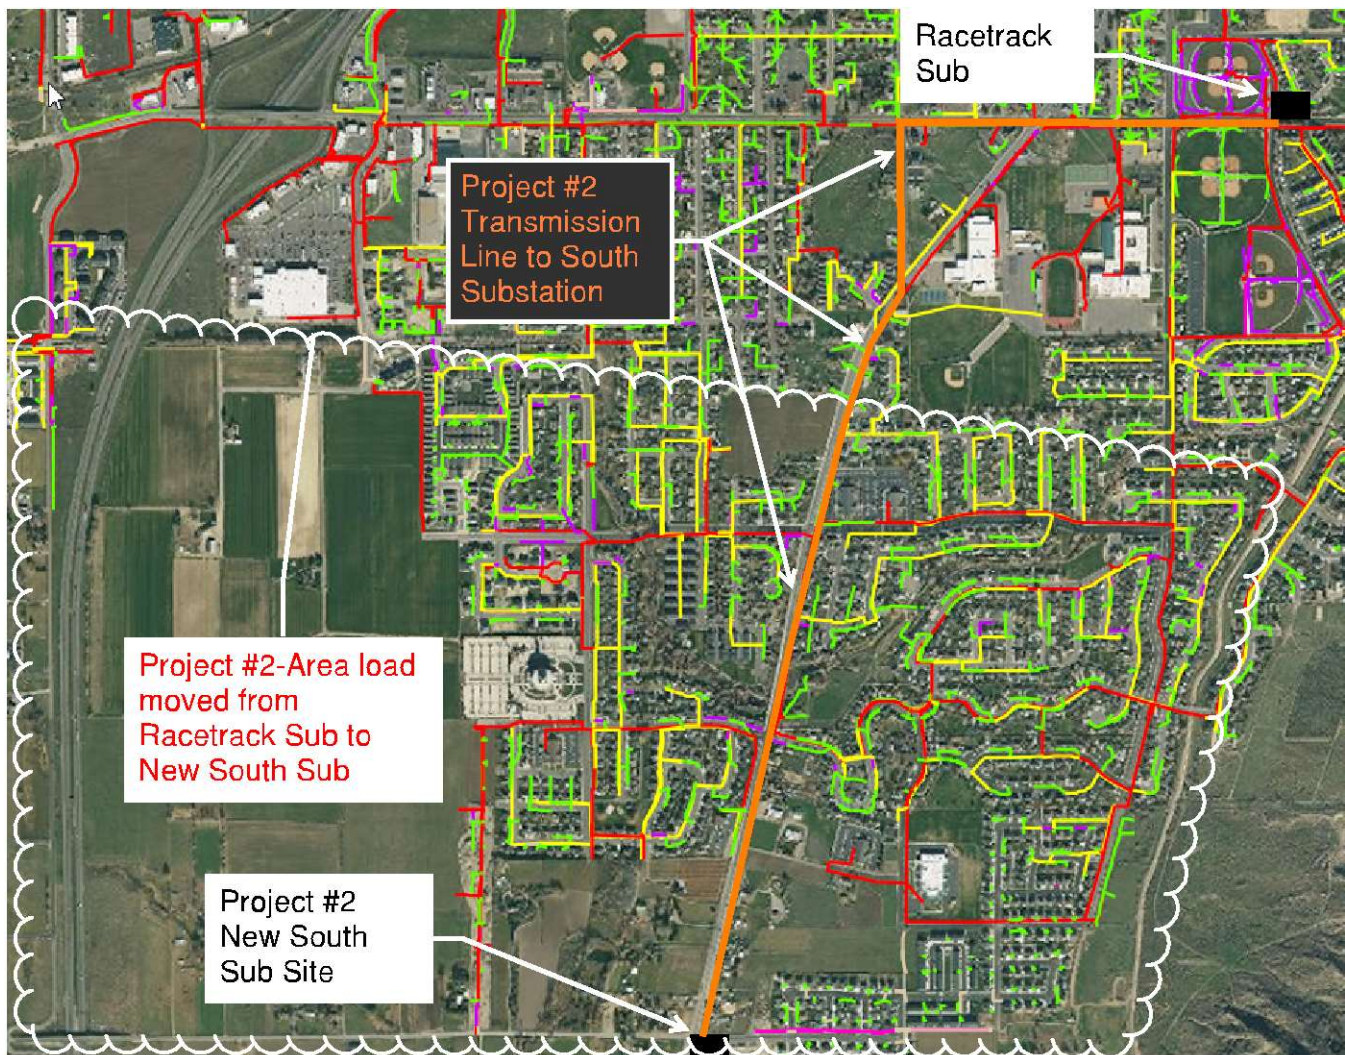 Racetrack
Sub
Project #2
Transmission
Line to South
Substation
Project #2-Area load
moved from
Racetrack Sub to
New South Sub
Project #2
New South
Sub Site